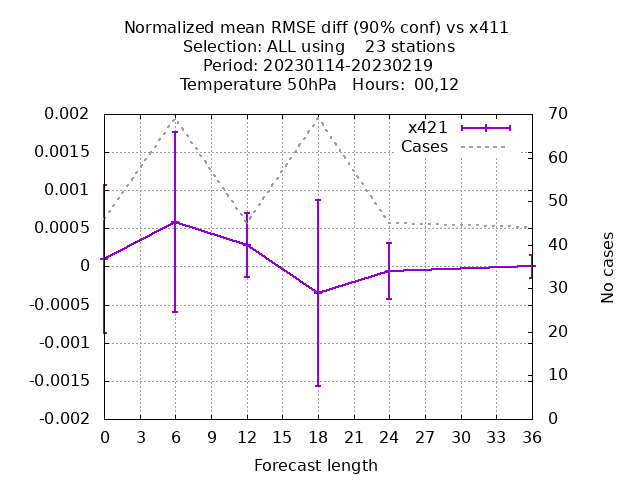 Normalized mean RMSE diff (90% conf) vs x411
Selection: ALL using    23 stations
Period: 20230114-20230219
Temperature 50hPa   Hours:  00,12
x421
Cases
0.002
0.0015
0.001
0.0005
0
-0.0005
-0.001
-0.0015
-0.002
70
60
50
40
30
20
10
0
No cases
0 3 6 9 12 15 18 21 24 27 30 33 36
Forecast length